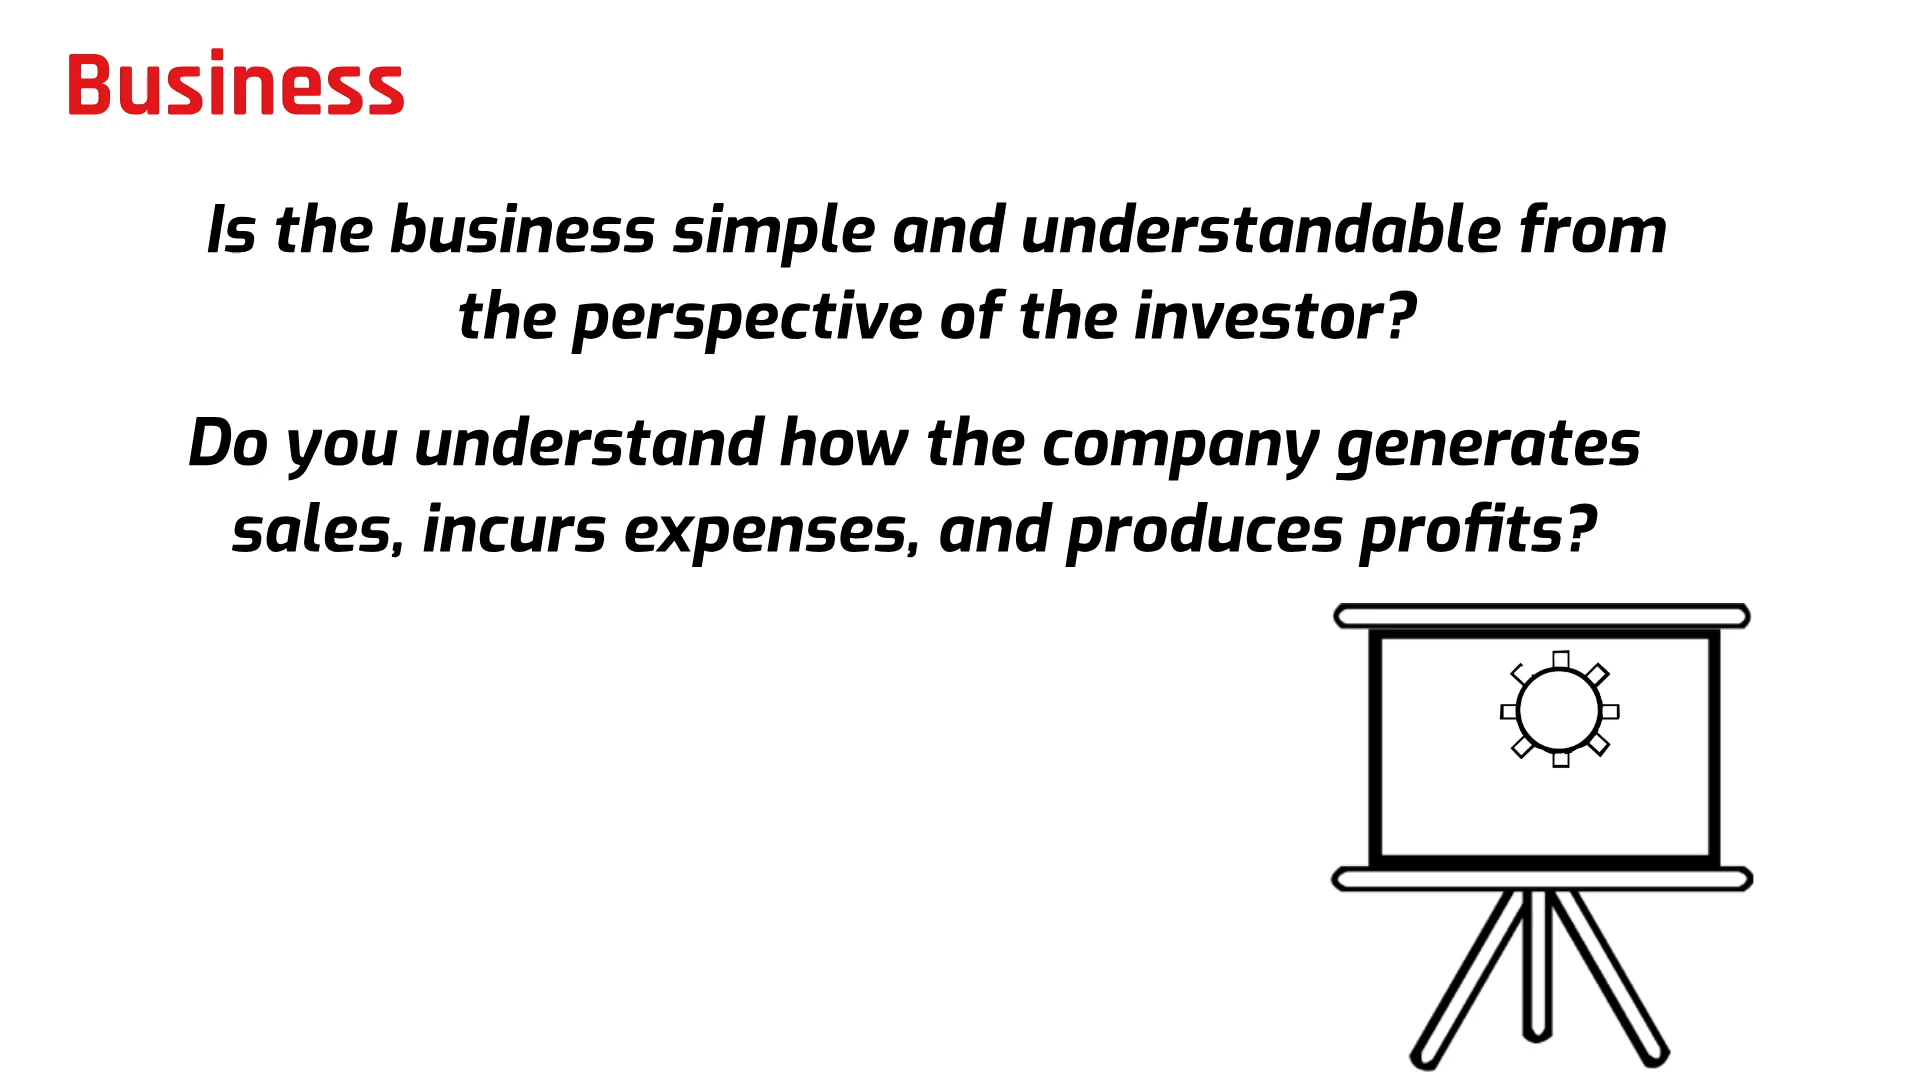 Business
Is the business simple and understandable from
the perspective of the investor?
Do you understand how the company generates
sales, incurs expenses, and produces profits?